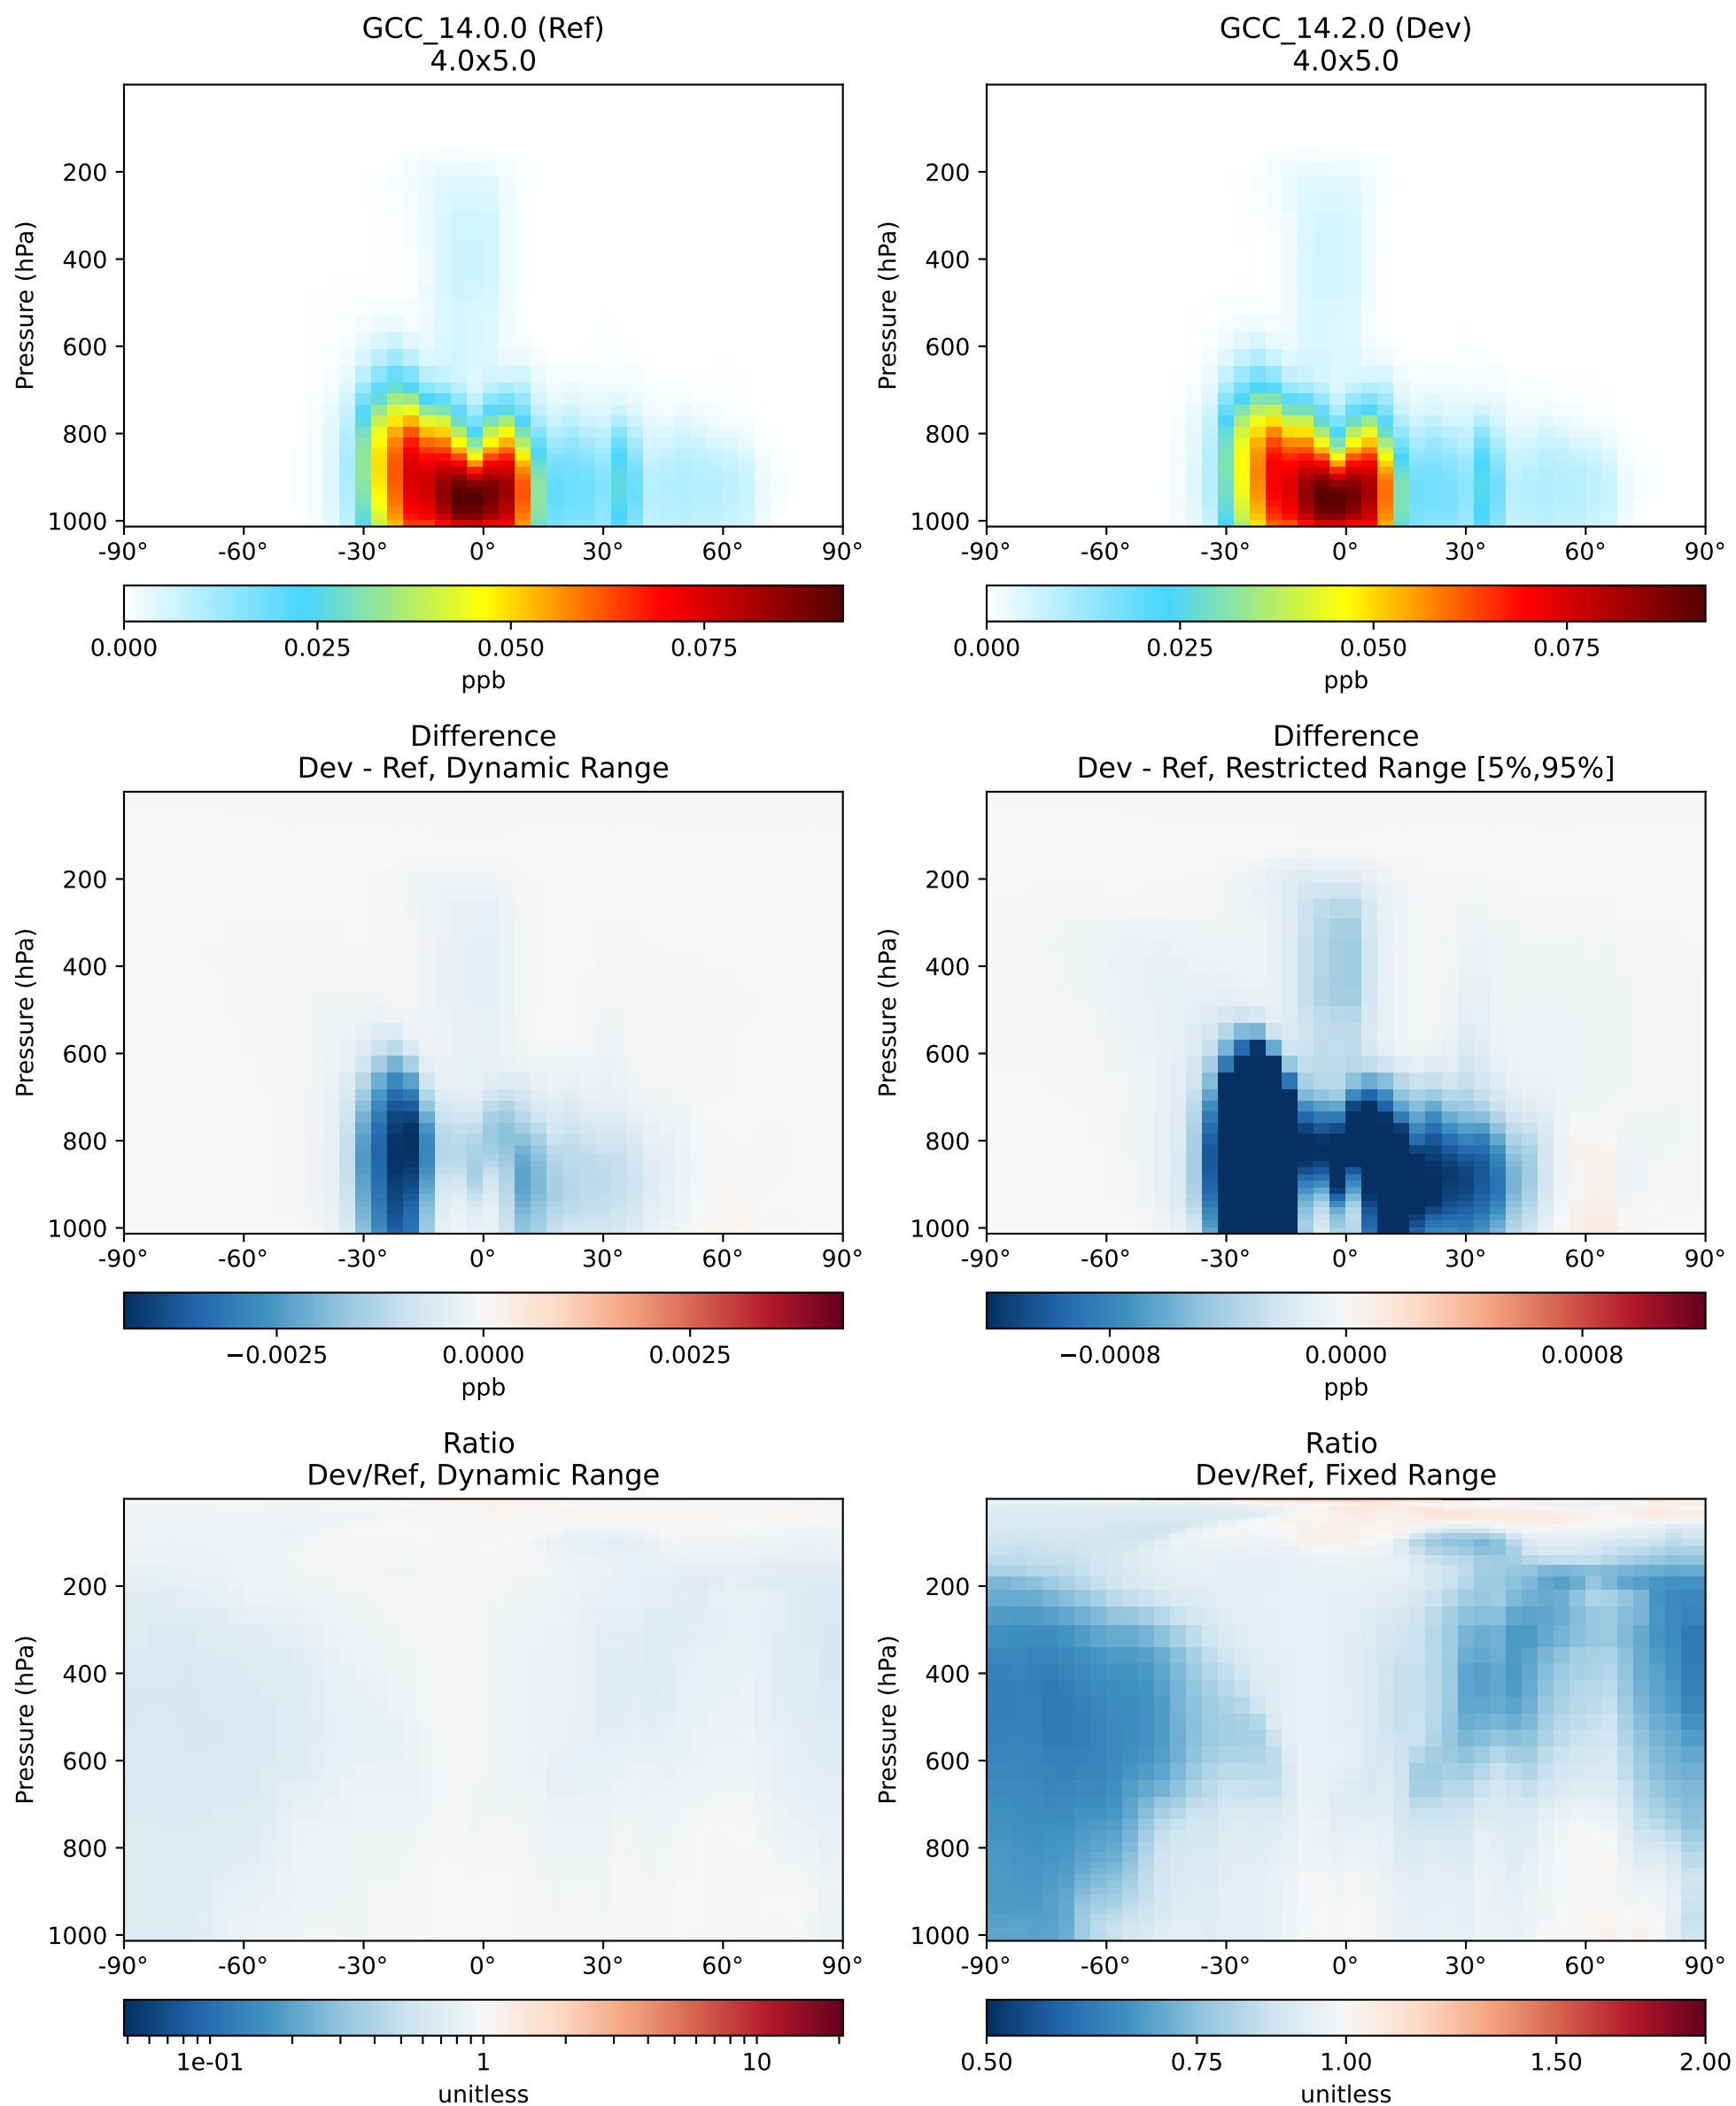 GCC_14.0.0 (Ref)
4.0x5.0
Pressure (hPa)
200
400
600
800
1000
-90° -60° -30° 0° 30° 60° 90°
0.000 0.025 0.050 0.075
ppb
GCC_14.2.0 (Dev)
4.0x5.0
Pressure (hPa)
200
400
600
800
1000
-90° -60° -30° 0° 30° 60° 90°
0.000 0.025 0.050 0.075
ppb
Difference
Dev - Ref, Dynamic Range
Pressure (hPa)
200
400
600
800
1000
-90° -60° -30° 0° 30° 60° 90°
−0.0025 0.0000 0.0025
ppb
Difference
Dev - Ref, Restricted Range [5%,95%]
Pressure (hPa)
200
400
600
800
1000
-90° -60° -30° 0° 30° 60° 90°
−0.0008 0.0000 0.0008
ppb
Ratio
Dev/Ref, Dynamic Range
Pressure (hPa)
200
400
600
800
1000
-90° -60° -30° 0° 30° 60° 90°
1e-01 1 10
unitless
Ratio
Dev/Ref, Fixed Range
Pressure (hPa)
200
400
600
800
1000
-90° -60° -30° 0° 30° 60° 90°
0.50 0.75 1.00 1.50 2.00
unitless